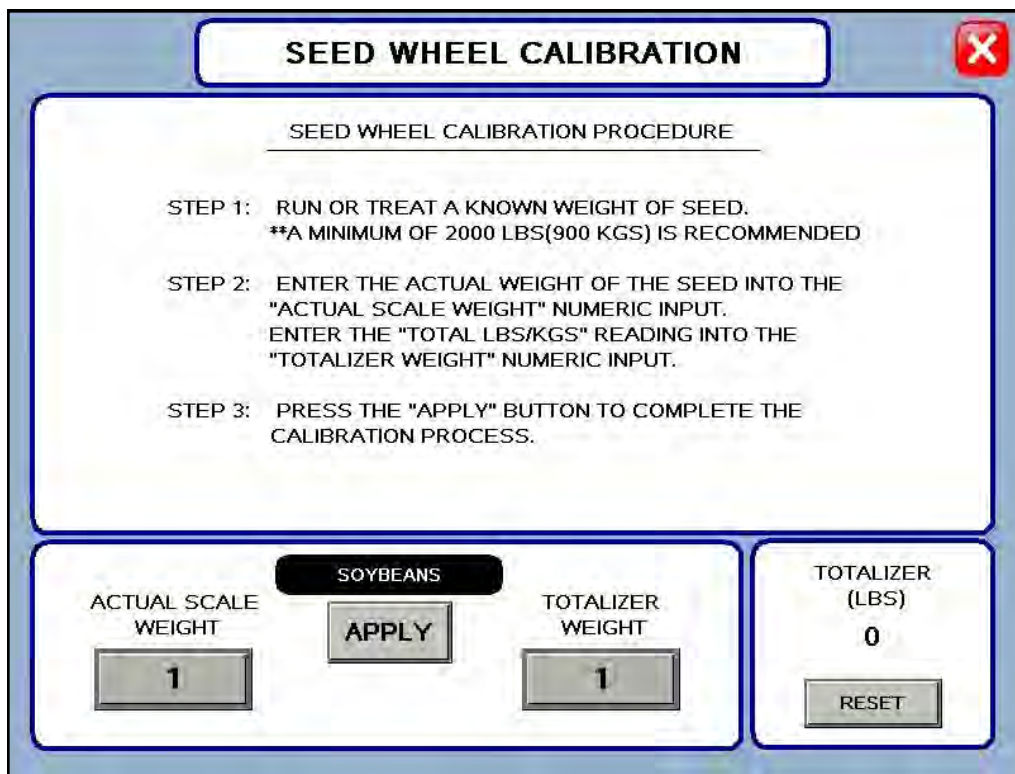 SEED WHEEL CALIBRATION
SEED WHEEL CALIBRATION PROCEDURE
STEP 1: RUN OR TREAT A KNOWN WEIGHT OF SEED.
**A MINIMUM OF 2000 LBS(900 KGS) IS RECOMMENDED
STEP 2: ENTER THE ACTUAL WEIGHT OF THE SEED INTO THE
"ACTUAL SCALE WEIGHT" NUMERIC INPUT.
ENTER THE "TOTAL LBS/KGS" READING INTO THE
"TOTALIZER WEIGHT" NUMERIC INPUT.
STEP 3: PRESS THE "APPLY" BUTTON TO COMPLETE THE
CALIBRATION PROCESS.
ACTUAL SCALE
WEIGHT
1
SOYBEANS
APPLY
TOTALIZER
WEIGHT
1
TOTALIZER
(LBS)
0
RESET